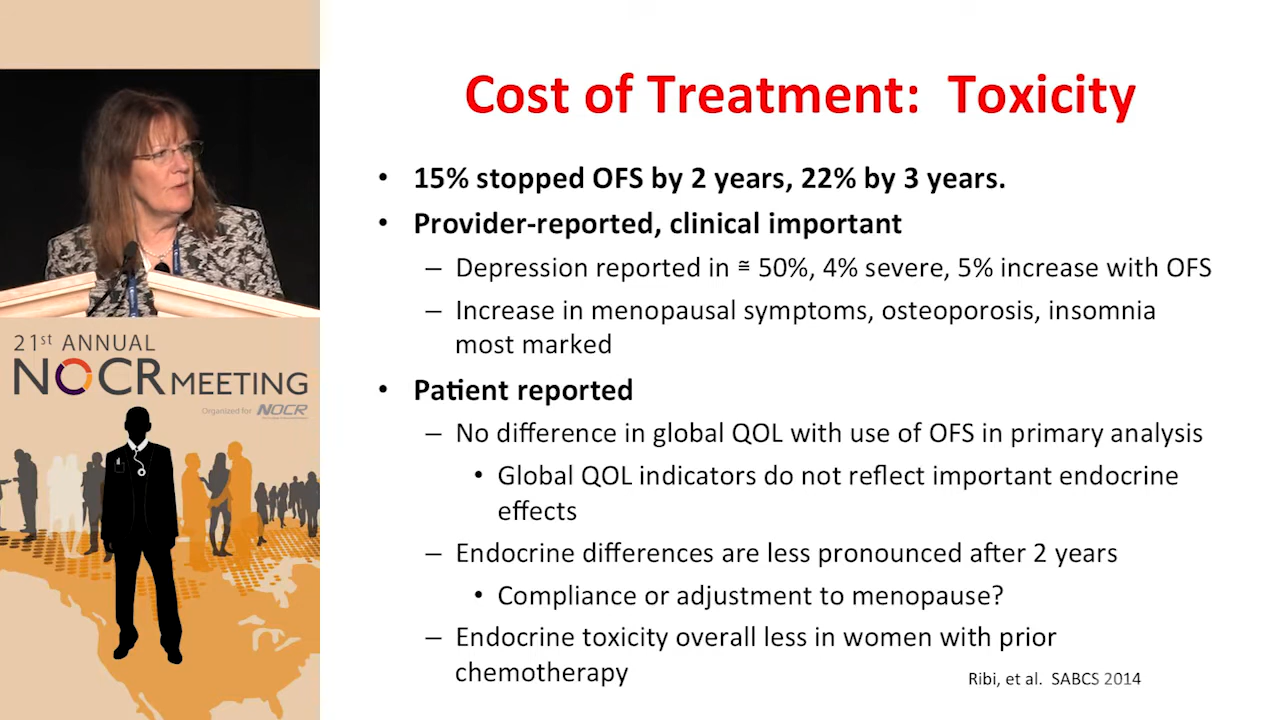 Cost of Treatment: Toxicity
• 15% stopped OFS by 2 years, 22% by 3 years.
• Provider-reported, clinical important
– Depression reported in ≅ 50%, 4% severe, 5% increase with OFS
– Increase in menopausal symptoms, osteoporosis, insomnia
most marked
• Patient reported
– No difference in global QOL with use of OFS in primary analysis
• Global QOL indicators do not reflect important endocrine
effects
– Endocrine differences are less pronounced after 2 years
• Compliance or adjustment to menopause?
– Endocrine toxicity overall less in women with prior
chemotherapy
Ribi, et al. SABCS 2014
21st ANNUAL
NOCR MEETING
Organized for NOCR